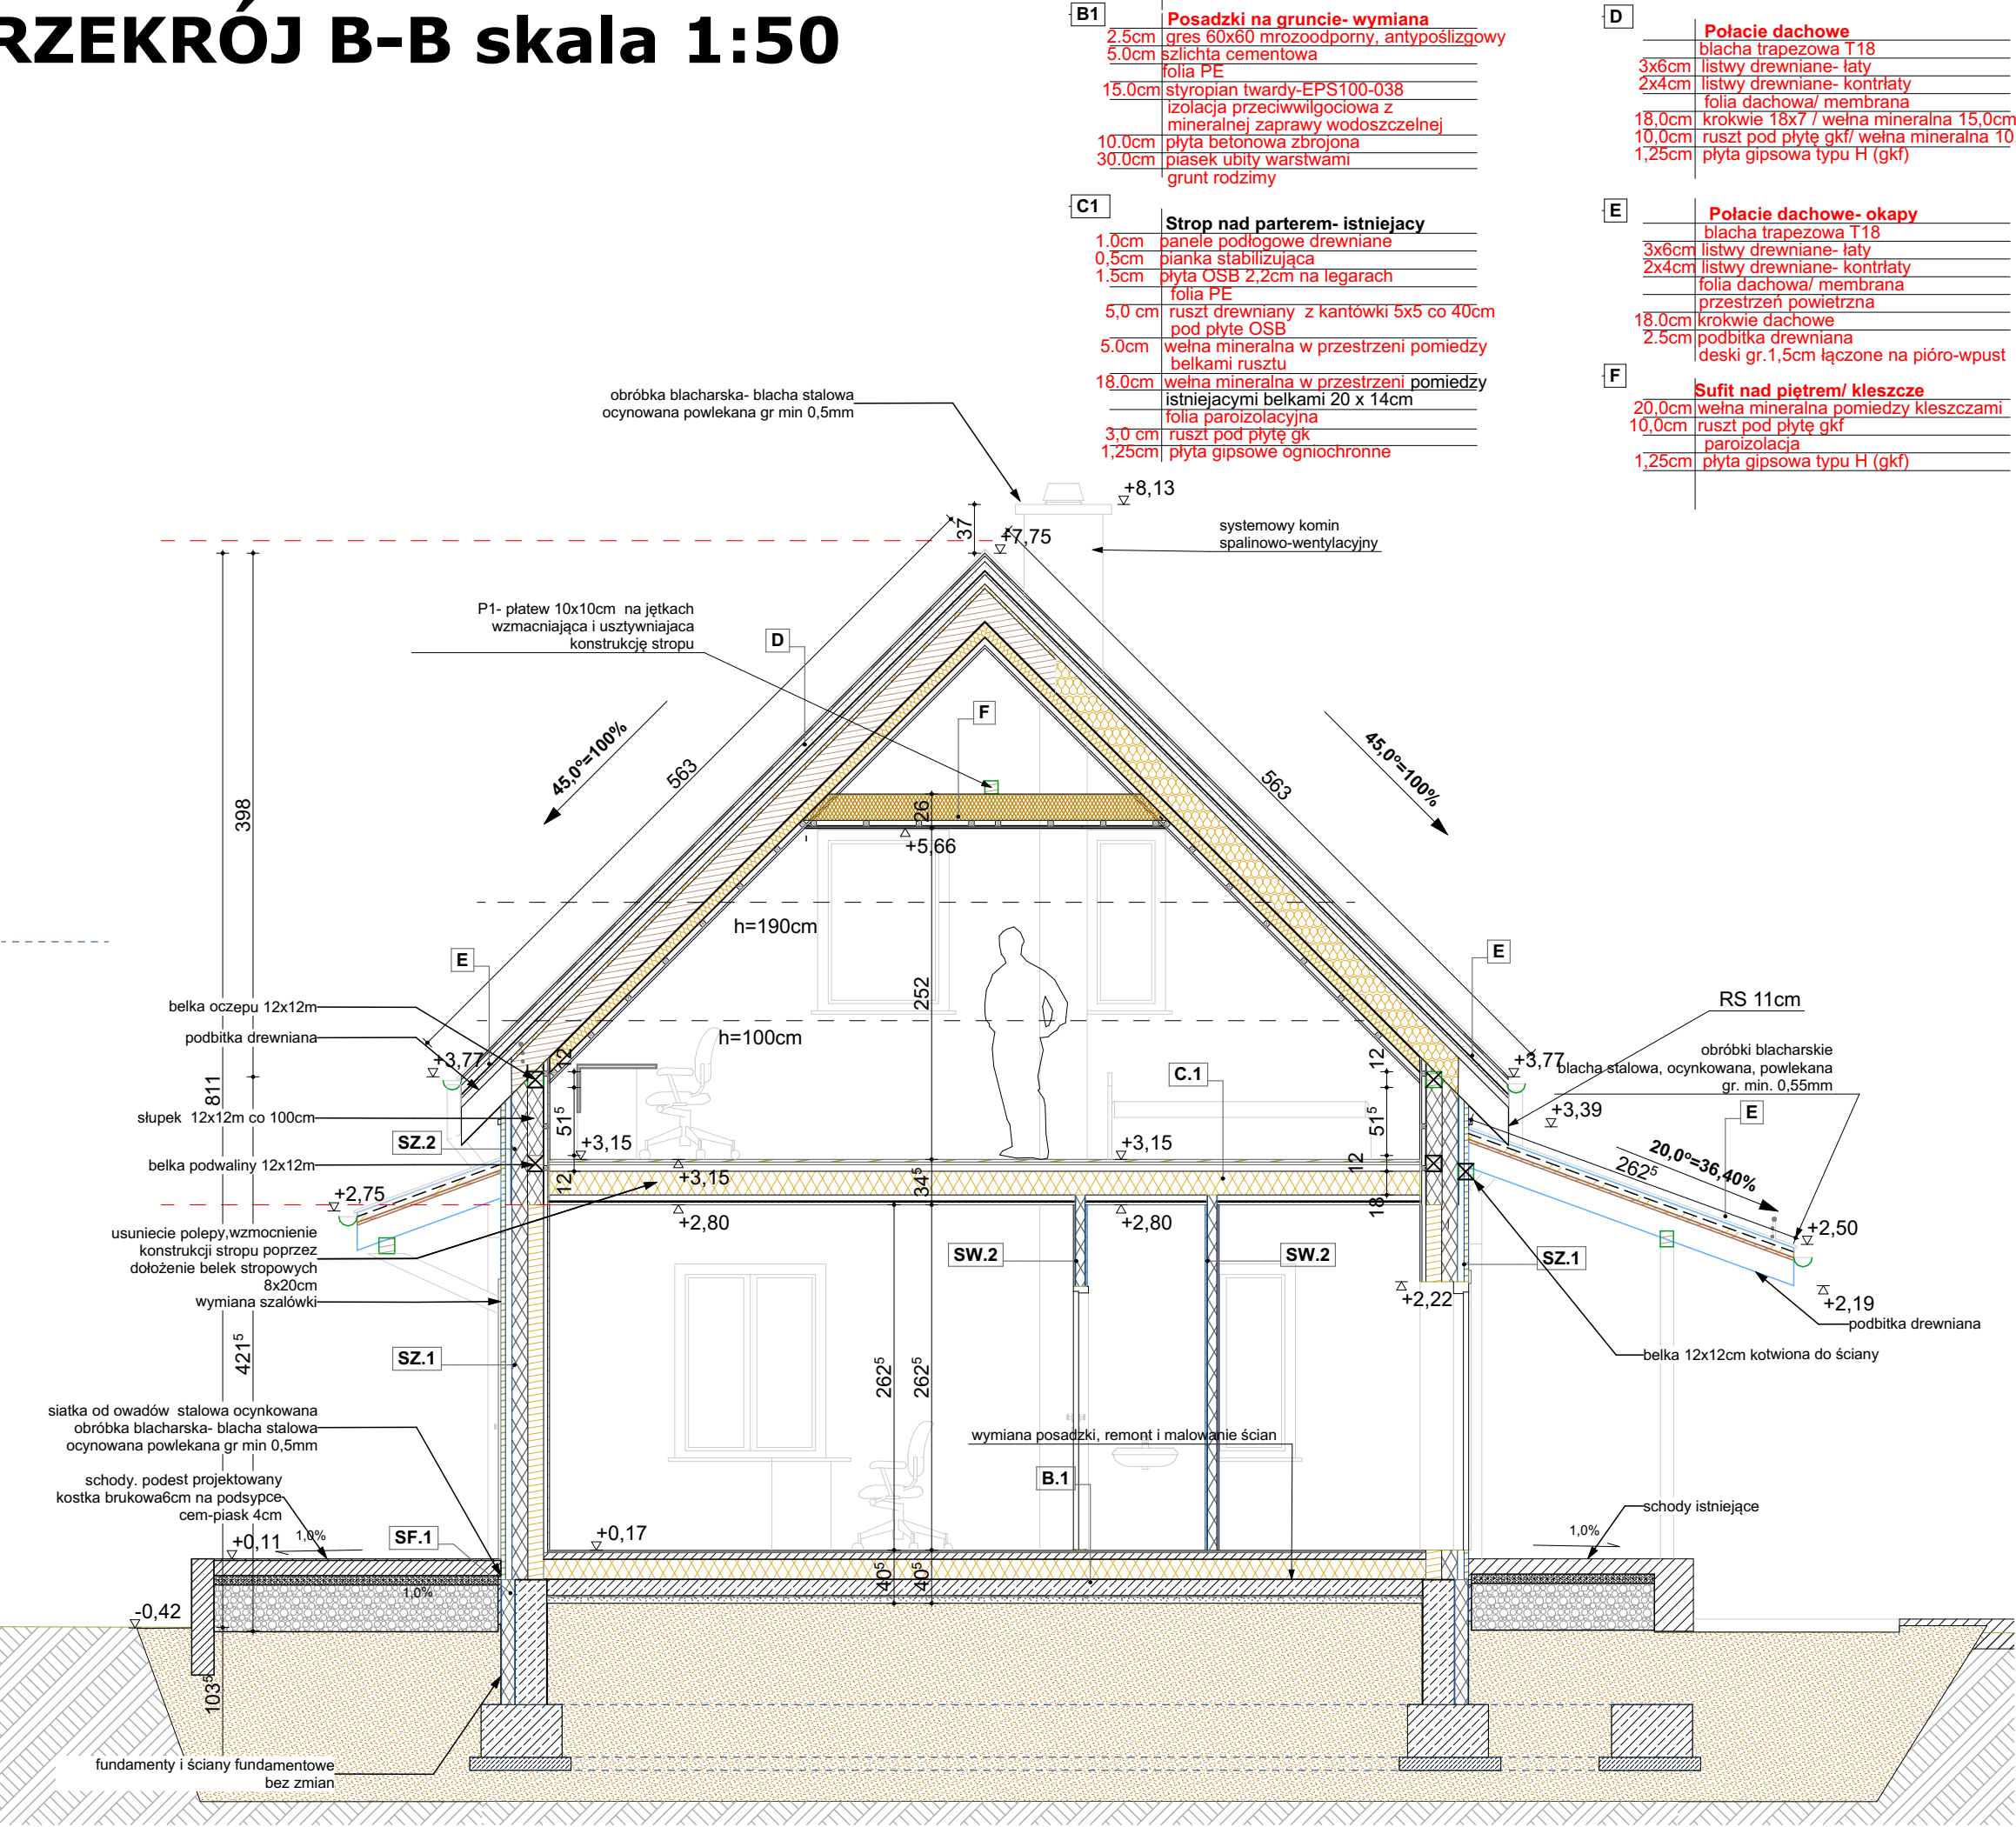 RZEKRÓJ B-B skala 1:50
B1
Posadzki na gruncie- wymiana
2.5cm gres 60x60 mrozoodporny, antypoślizgowy
5.0cm szlichta cementowa
folia PE
15.0cm styropian twardy-EPS100-038
izolacja przeciwwilgociowa z
mineralnej zaprawy wodoszczelnej
10.0cm płyta betonowa zbrojona
30.0cm piasek ubity warstwami
grunt rodzimy
C1
Strop nad parterem- istniejacy
1.0cm panele podłogowe drewniane
0,5cm pianka stabilizująca
1.5cm płyta OSB 2,2cm na legarach
folia PE
5,0 cm ruszt drewniany z kantówki 5x5 co 40cm
pod płyte OSB
5.0cm wełna mineralna w przestrzeni pomiedzy
belkami rusztu
18.0cm wełna mineralna w przestrzeni pomiedzy
istniejacymi belkami 20 x 14cm
folia paroizolacyjna
3,0 cm ruszt pod płytę gk
1,25cm płyta gipsowe ogniochronne
D
Połacie dachowe
blacha trapezowa T18
3x6cm listwy drewniane- łaty
2x4cm listwy drewniane- kontrłaty
folia dachowa/ membrana
18,0cm krokwie 18x7 / wełna mineralna 15,0cm
10,0cm ruszt pod płytę gkf/ wełna mineralna 10
1,25cm płyta gipsowa typu H (gkf)
E
Połacie dachowe- okapy
blacha trapezowa T18
3x6cm listwy drewniane- łaty
2x4cm listwy drewniane- kontrłaty
folia dachowa/ membrana
przestrzeń powietrzna
18.0cm krokwie dachowe
2.5cm podbitka drewniana
deski gr.1,5cm łączone na pióro-wpust
F
Sufit nad piętrem/ kleszcze
20,0cm wełna mineralna pomiedzy kleszczami
10,0cm ruszt pod płytę gkf
paroizolacja
1,25cm płyta gipsowa typu H (gkf)
obróbka blacharska- blacha stalowa
ocynowana powlekana gr min 0,5mm
+8,13
37
+7,75
systemowy komin
spalinowo-wentylacyjny
P1- płatew 10x10cm na jętkach
wzmacniająca i usztywniajaca
konstrukcję stropu
D
F
45,0°=100%
563
563
45,0°=100%
398
26
+5,66
h=190cm
252
h=100cm
E
E
belka oczepu 12x12m
podbitka drewniana
+3,77
12
811
słupek 12x12m co 100cm
51⁵
SZ.2
+3,15
belka podwaliny 12x12m
12
+3,15
34⁵
+2,75
+2,80
C.1
+3,15
+2,80
12
51⁵
12
18
RS 11cm
+3,77
obróbki blacharskie
blacha stalowa, ocynkowana, powlekana
gr. min. 0,55mm
+3,39
E
20,0°=36,40%
262⁵
+2,50
+2,19
podbitka drewniana
usuniecie polepy,wzmocnienie
konstrukcji stropu poprzez
dołożenie belek stropowych
8x20cm
wymiana szalówki
SW.2
SW.2
SZ.1
+2,22
belka 12x12cm kotwiona do ściany
421⁵
SZ.1
262⁵
262⁵
siatka od owadów stalowa ocynkowana
obróbka blacharska- blacha stalowa
ocynowana powlekana gr min 0,5mm
wymiana posadzki, remont i malowanie ścian
B.1
schody. podest projektowany
kostka brukowa6cm na podsypce
cem-piask 4cm
schody istniejące
+0,11
1,0%
SF.1
+0,17
1,0%
1,0%
40⁵
40⁵
-0,42
103⁵
fundamenty i ściany fundamentowe
bez zmian